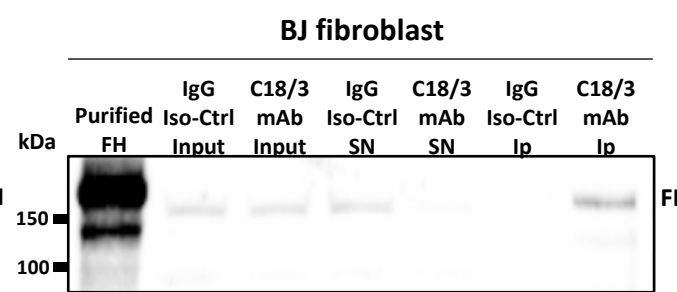 BJ fibroblast
IgG C18/3 IgG C18/3 IgG C18/3
Purified Iso-Ctrl mAb Iso-Ctrl mAb Iso-Ctrl mAb
kDa FH Input Input SN SN Ip Ip
150
100